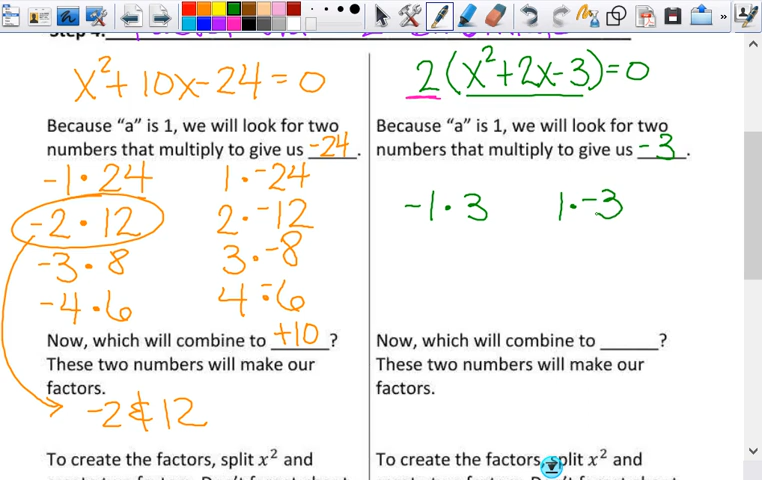 Step 4:
x²+10x-24=0
Because "a" is 1, we will look for two
numbers that multiply to give us -24.
-1·24 1·-24
-2·12 2·-12
-3·8 3·-8
-4·6 4·-6
Now, which will combine to +10?
These two numbers will make our
factors.
-2 & 12
To create the factors, split x² and
2(x²+2x-3)=0
Because "a" is 1, we will look for two
numbers that multiply to give us -3.
-1·3 1·-3
Now, which will combine to ______?
These two numbers will make our
factors.
To create the factors, split x² and